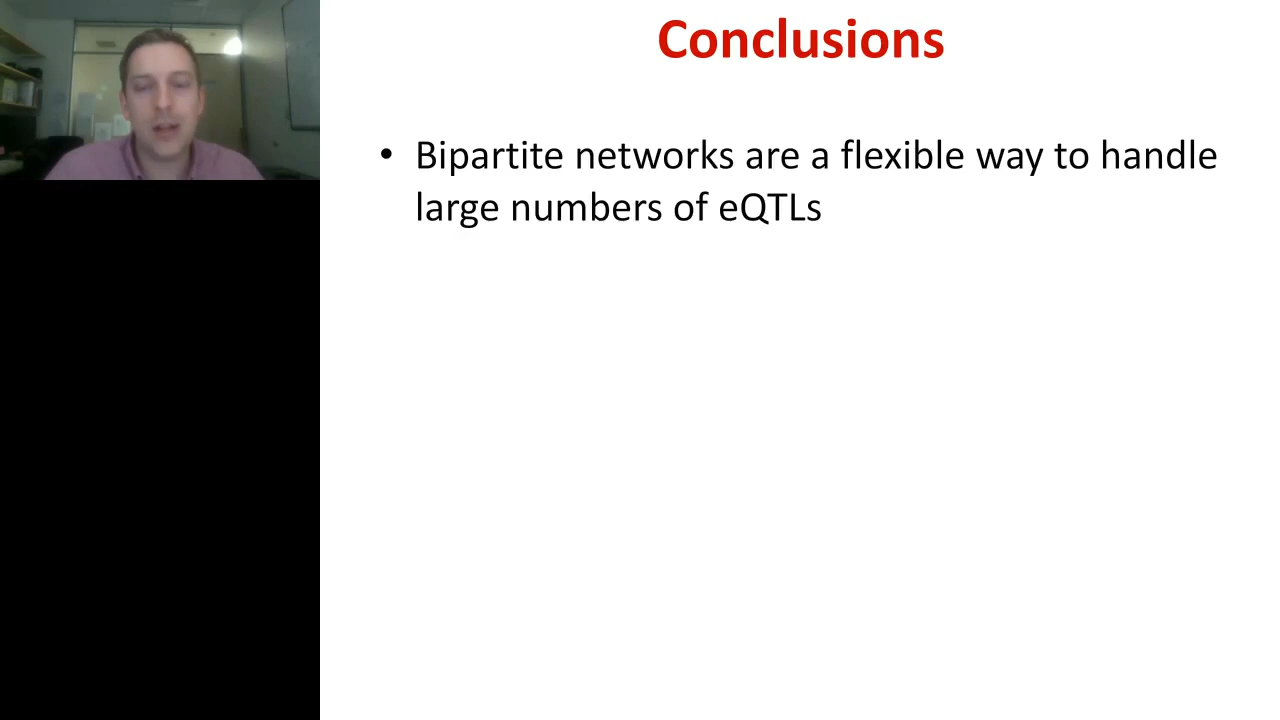 Conclusions
• Bipartite networks are a flexible way to handle
large numbers of eQTLs